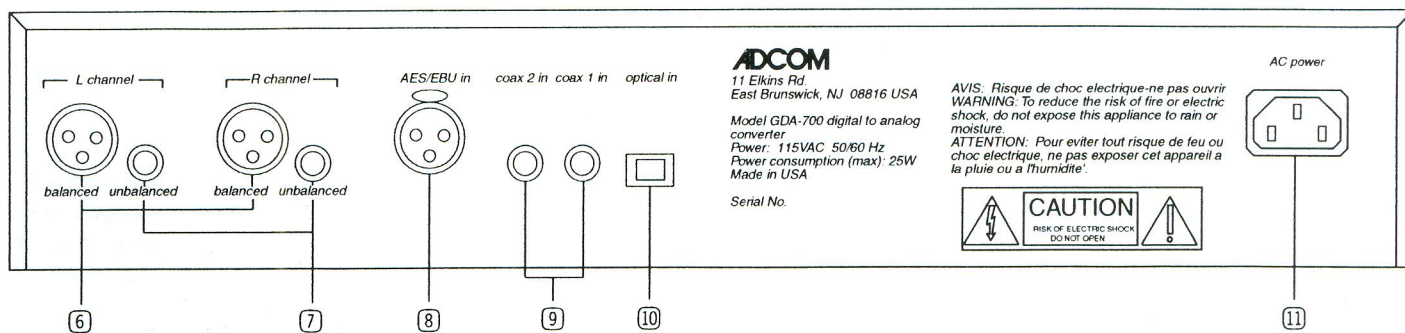 L channel
R channel
AES/EBU in
coax 2 in
coax 1 in
optical in
balanced
unbalanced
balanced
unbalanced
ADCOM
11 Elkins Rd.
East Brunswick, NJ 08816 USA
Model GDA-700 digital to analog
converter
Power: 115VAC 50/60 Hz
Power consumption (max): 25W
Made in USA
Serial No.
AVIS: Risque de choc electrique-ne pas ouvrir
WARNING: To reduce the risk of fire or electric
shock, do not expose this appliance to rain or
moisture.
ATTENTION: Pour eviter tout risque de feu ou
choc electrique, ne pas exposer cet appareil a
la pluie ou a l'humidite'.
CAUTION
RISK OF ELECTRIC SHOCK
DO NOT OPEN
AC power
6
7
8
9
10
11